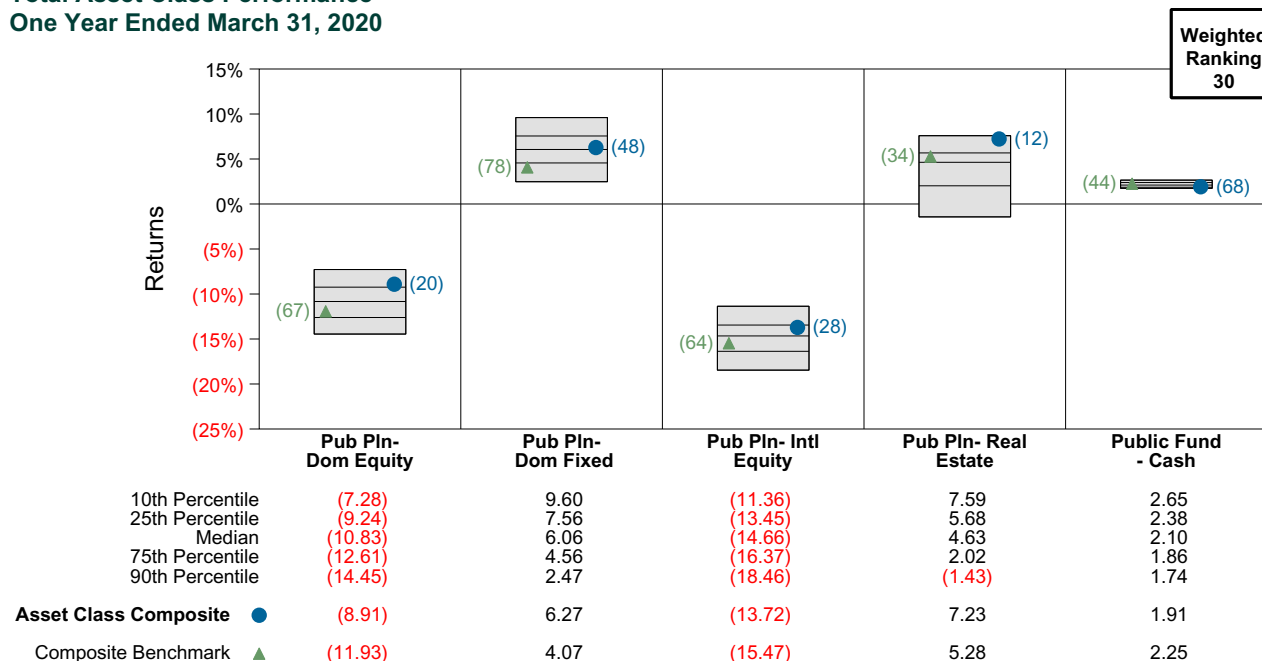 Total Asset Class Performance
One Year Ended March 31, 2020
Weighted
Ranking
30
15%
10%
5%
0%
(5%)
(10%)
(15%)
(20%)
(25%)
Returns
(67)
(20)
(78)
(48)
(64)
(28)
(34)
(12)
(44)
(68)
Pub Pln-
Dom Equity
Pub Pln-
Dom Fixed
Pub Pln- Intl
Equity
Pub Pln- Real
Estate
Public Fund
- Cash
10th Percentile (7.28) 9.60 (11.36) 7.59 2.65
25th Percentile (9.24) 7.56 (13.45) 5.68 2.38
Median (10.83) 6.06 (14.66) 4.63 2.10
75th Percentile (12.61) 4.56 (16.37) 2.02 1.86
90th Percentile (14.45) 2.47 (18.46) (1.43) 1.74
Asset Class Composite (8.91) 6.27 (13.72) 7.23 1.91
Composite Benchmark (11.93) 4.07 (15.47) 5.28 2.25